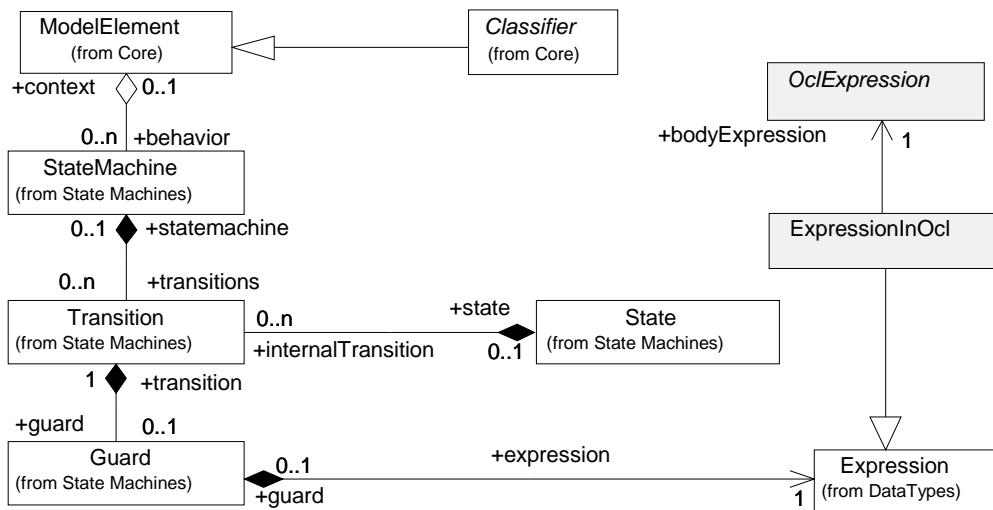 ModelElement
(from Core)
Classifier
(from Core)
+context
0..1
OclExpression
+bodyExpression
1
0..n
+behavior
StateMachine
(from State Machines)
0..1
+statemachine
ExpressionInOcl
0..n
+transitions
Transition
(from State Machines)
0..n
+internalTransition
+state
0..1
State
(from State Machines)
1
+transition
+guard
0..1
Guard
(from State Machines)
0..1
+guard
+expression
1
Expression
(from DataTypes)